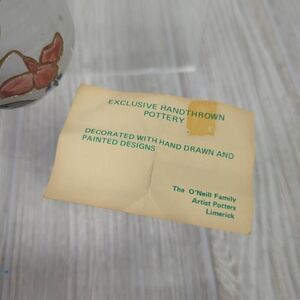 EXCLUSIVE HANDTHROWN
POTTERY
DECORATED WITH HAND DRAWN AND
PAINTED DESIGNS
The O'Neill Family
Artist Potters
Limerick